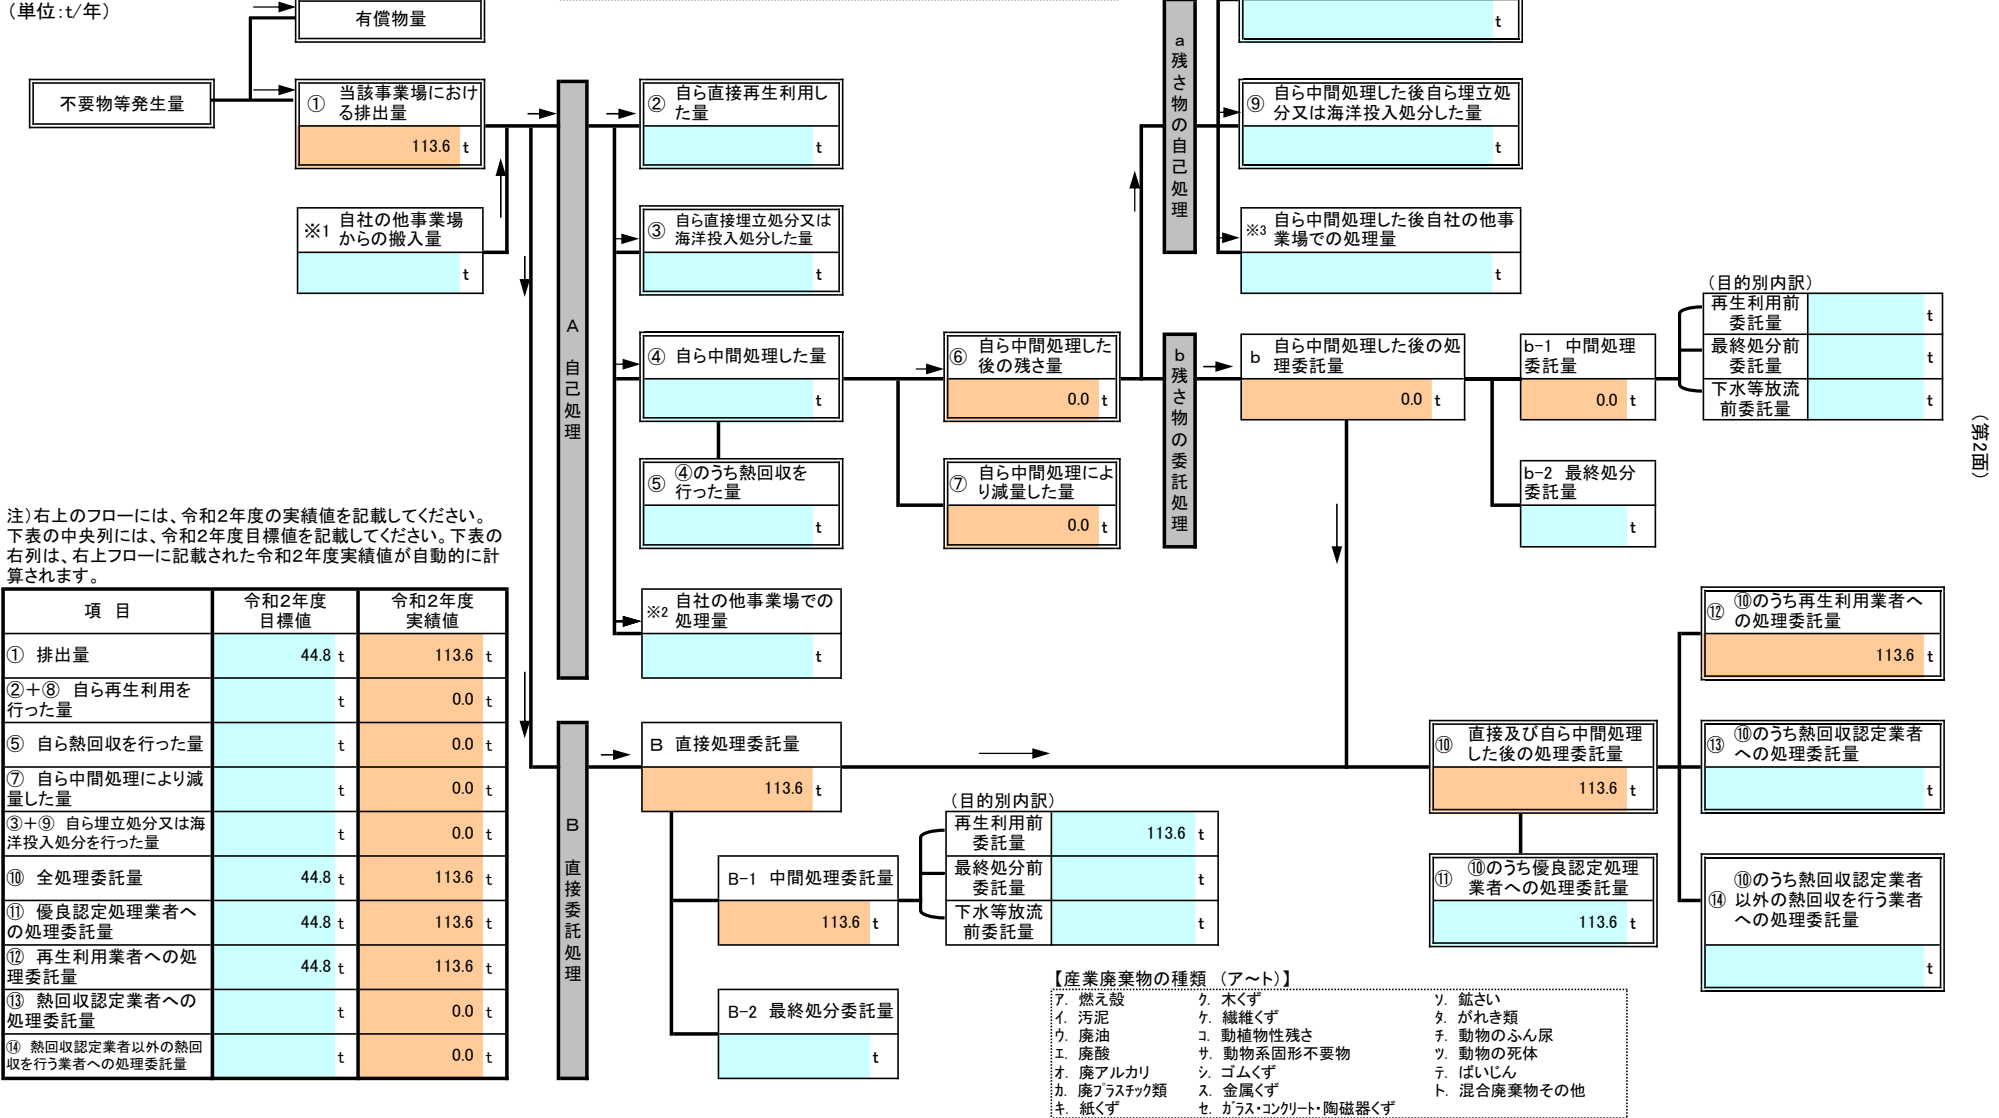 (単位:t/年)
有償物量
不要物等発生量
① 当該事業場におけ
る排出量
113.6 t
※1 自社の他事業場
からの搬入量
t
A 自己処理
② 自ら直接再生利用し
た量
t
③ 自ら直接埋立処分又は
海洋投入処分した量
t
④ 自ら中間処理した量
t
⑤ ④のうち熱回収を
行った量
t
※2 自社の他事業場での
処理量
t
⑥ 自ら中間処理した
後の残さ量
0.0 t
⑦ 自ら中間処理によ
り減量した量
0.0 t
a 残さ物の自己処理
t
⑨ 自ら中間処理した後自ら埋立処
分又は海洋投入処分した量
t
※3 自ら中間処理した後自社の他事
業場での処理量
t
b 残さ物の委託処理
b 自ら中間処理した後の処
理委託量
0.0 t
b-1 中間処理
委託量
0.0 t
(目的別内訳)
再生利用前
委託量
t
最終処分前
委託量
t
下水等放流
前委託量
t
b-2 最終処分
委託量
t
(第2面)
注)右上のフローには、令和2年度の実績値を記載してください。
下表の中央列には、令和2年度目標値を記載してください。下表の
右列は、右上フローに記載された令和2年度実績値が自動的に計
算されます。
項 目
令和2年度
目標値
令和2年度
実績値
① 排出量 44.8 t 113.6 t
②+⑧ 自ら再生利用を
行った量
t 0.0 t
⑤ 自ら熱回収を行った量 t 0.0 t
⑦ 自ら中間処理により減
量した量
t 0.0 t
③+⑨ 自ら埋立処分又は海
洋投入処分を行った量
t 0.0 t
⑩ 全処理委託量 44.8 t 113.6 t
⑪ 優良認定処理業者へ
の処理委託量
44.8 t 113.6 t
⑫ 再生利用業者への処
理委託量
44.8 t 113.6 t
⑬ 熱回収認定業者への
処理委託量
t 0.0 t
⑭ 熱回収認定業者以外の熱回
収を行う業者への処理委託量
t 0.0 t
B 直接委託処理
B 直接処理委託量
113.6 t
B-1 中間処理委託量
113.6 t
(目的別内訳)
再生利用前
委託量
113.6 t
最終処分前
委託量
t
下水等放流
前委託量
t
B-2 最終処分委託量
t
⑩ 直接及び自ら中間処理
した後の処理委託量
113.6 t
⑪ ⑩のうち優良認定処理
業者への処理委託量
113.6 t
⑫ ⑩のうち再生利用業者へ
の処理委託量
113.6 t
⑬ ⑩のうち熱回収認定業者
への処理委託量
t
⑭ ⑩のうち熱回収認定業者
以外の熱回収を行う業者
への処理委託量
t
【産業廃棄物の種類 (ア~ト)】
ア. 燃え殻 ク. 木くず ソ. 鉱さい
イ. 汚泥 ケ. 繊維くず タ. がれき類
ウ. 廃油 コ. 動植物性残さ チ. 動物のふん尿
エ. 廃酸 サ. 動物系固形不要物 ツ. 動物の死体
オ. 廃アルカリ シ. ゴムくず テ. ばいじん
カ. 廃プラスチック類 ス. 金属くず ト. 混合廃棄物その他
キ. 紙くず セ. ガラス・コンクリート・陶磁器くず